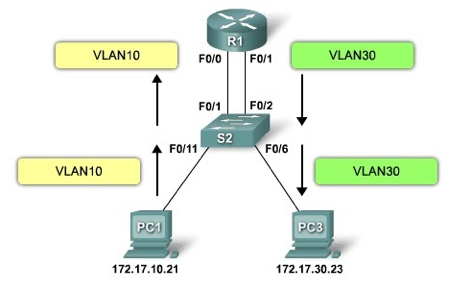 R1
VLAN10
F0/0
F0/1
VLAN30
F0/1
F0/2
S2
F0/11
F0/6
VLAN10
VLAN30
PC1
PC3
172.17.10.21
172.17.30.23